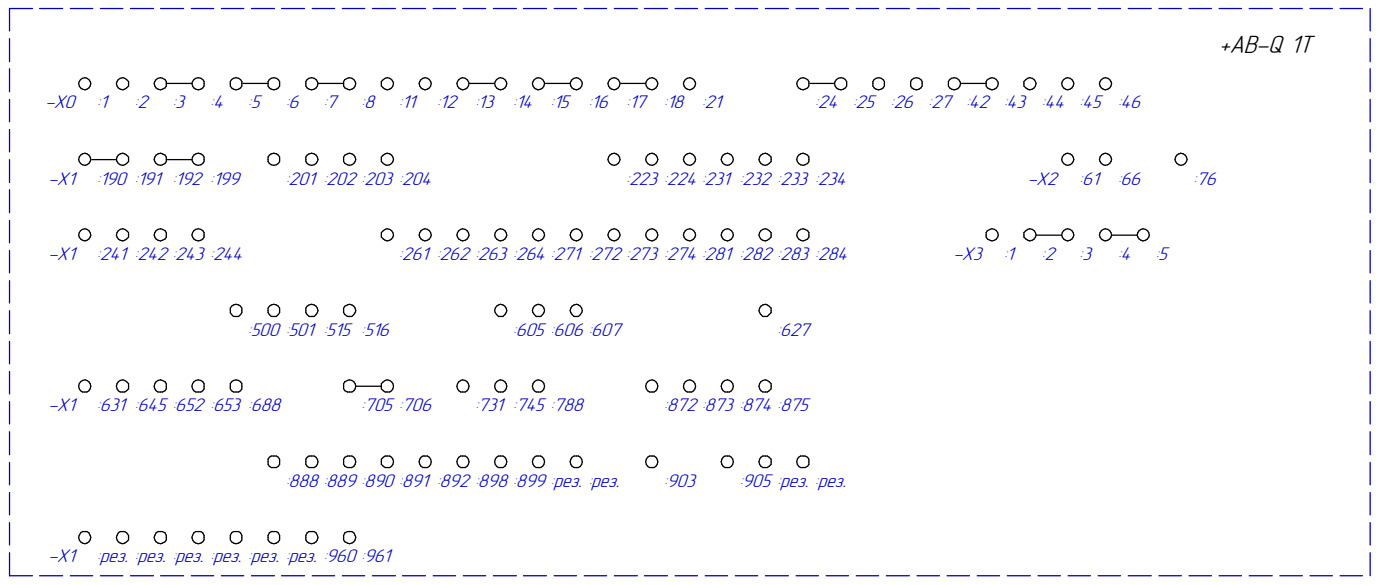 +AB-Q 1T
-X0 :1 :2 :3 :4 :5 :6 :7 :8 :11 :12 :13 :14 :15 :16 :17 :18 :21 :24 :25 :26 :27 :42 :43 :44 :45 :46
-X1 :190 :191 :192 :199 :201 :202 :203 :204 :223 :224 :231 :232 :233 :234 -X2 :61 :66 :76
-X1 :241 :242 :243 :244 :261 :262 :263 :264 :271 :272 :273 :274 :281 :282 :283 :284 -X3 :1 :2 :3 :4 :5
:500 :501 :515 :516 :605 :606 :607 :627
-X1 :631 :645 :652 :653 :688 :705 :706 :731 :745 :788 :872 :873 :874 :875
:888 :889 :890 :891 :892 :898 :899 :рез. :рез. :903 :905 :рез. :рез.
-X1 :рез. :рез. :рез. :рез. :рез. :рез. :960 :961